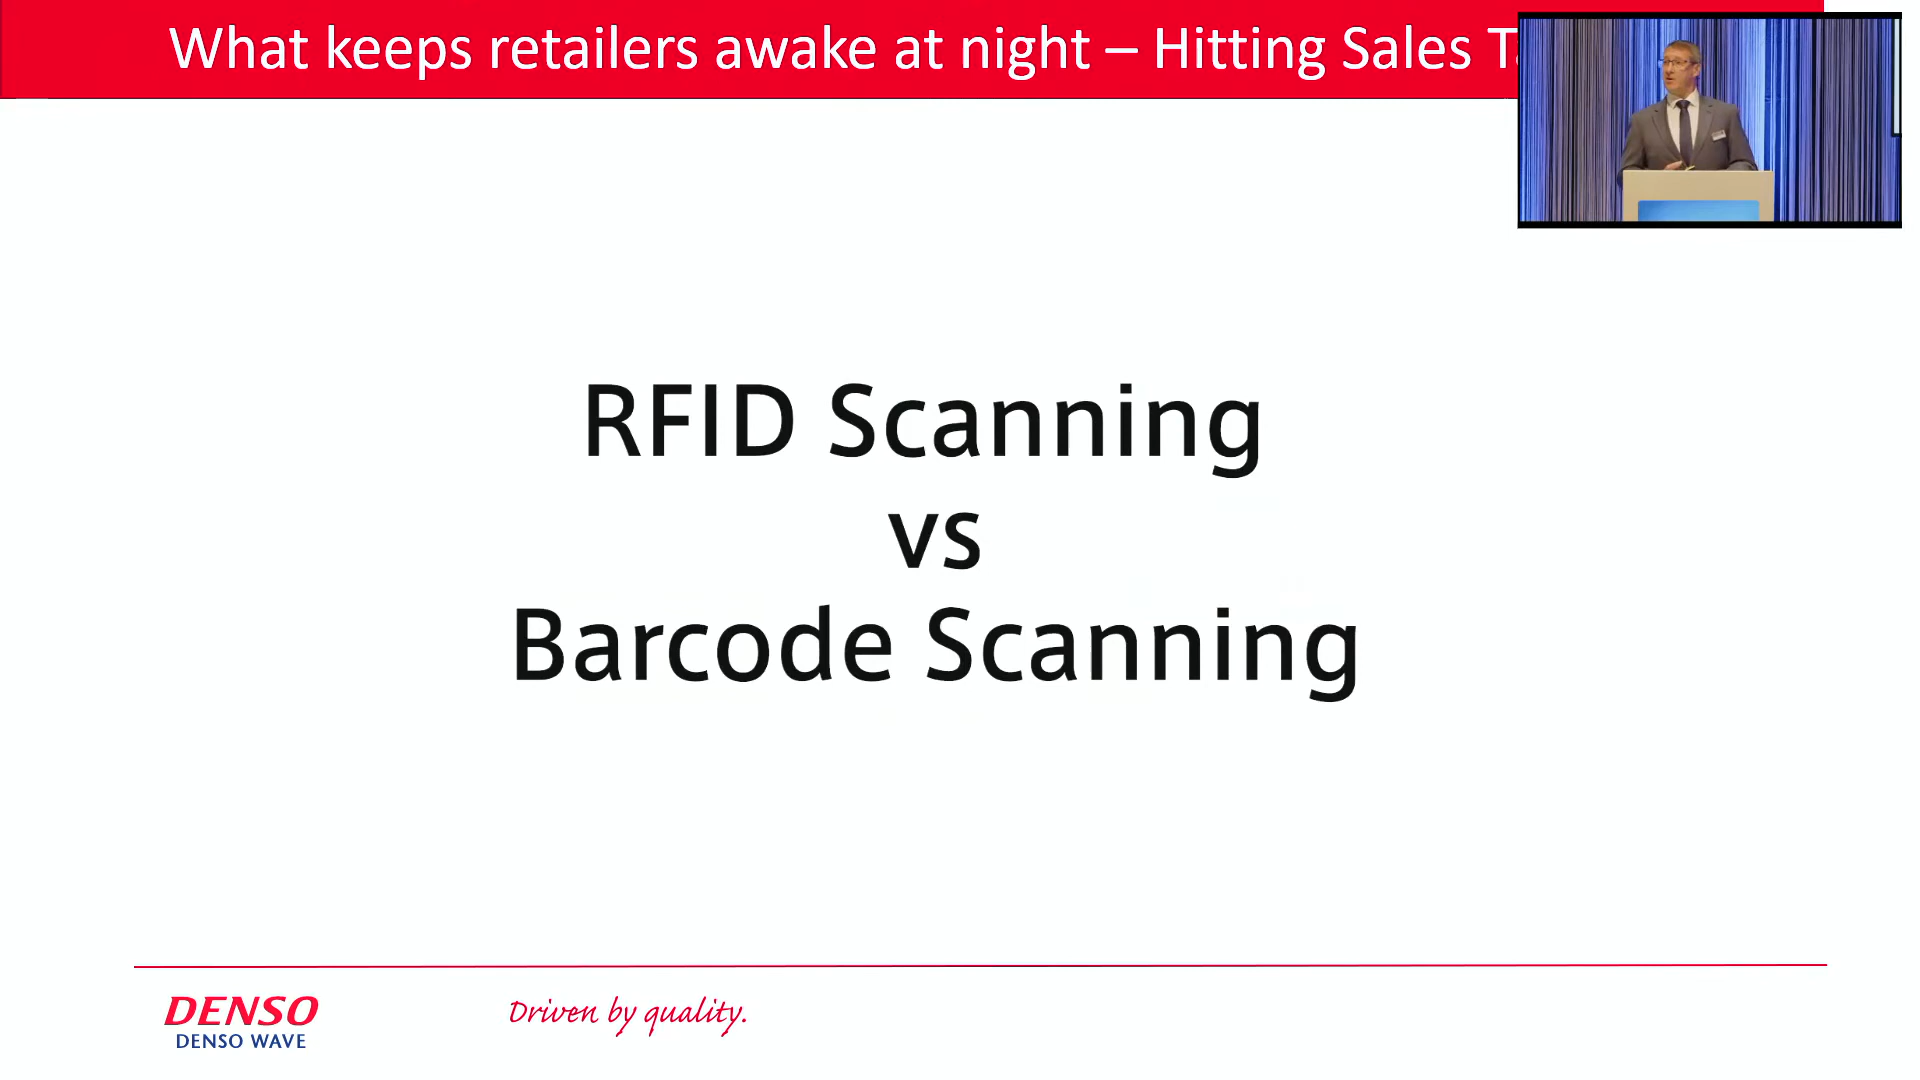 What keeps retailers awake at night – Hitting Sales
RFID Scanning
vs
Barcode Scanning
DENSO
DENSO WAVE
Driven by quality.